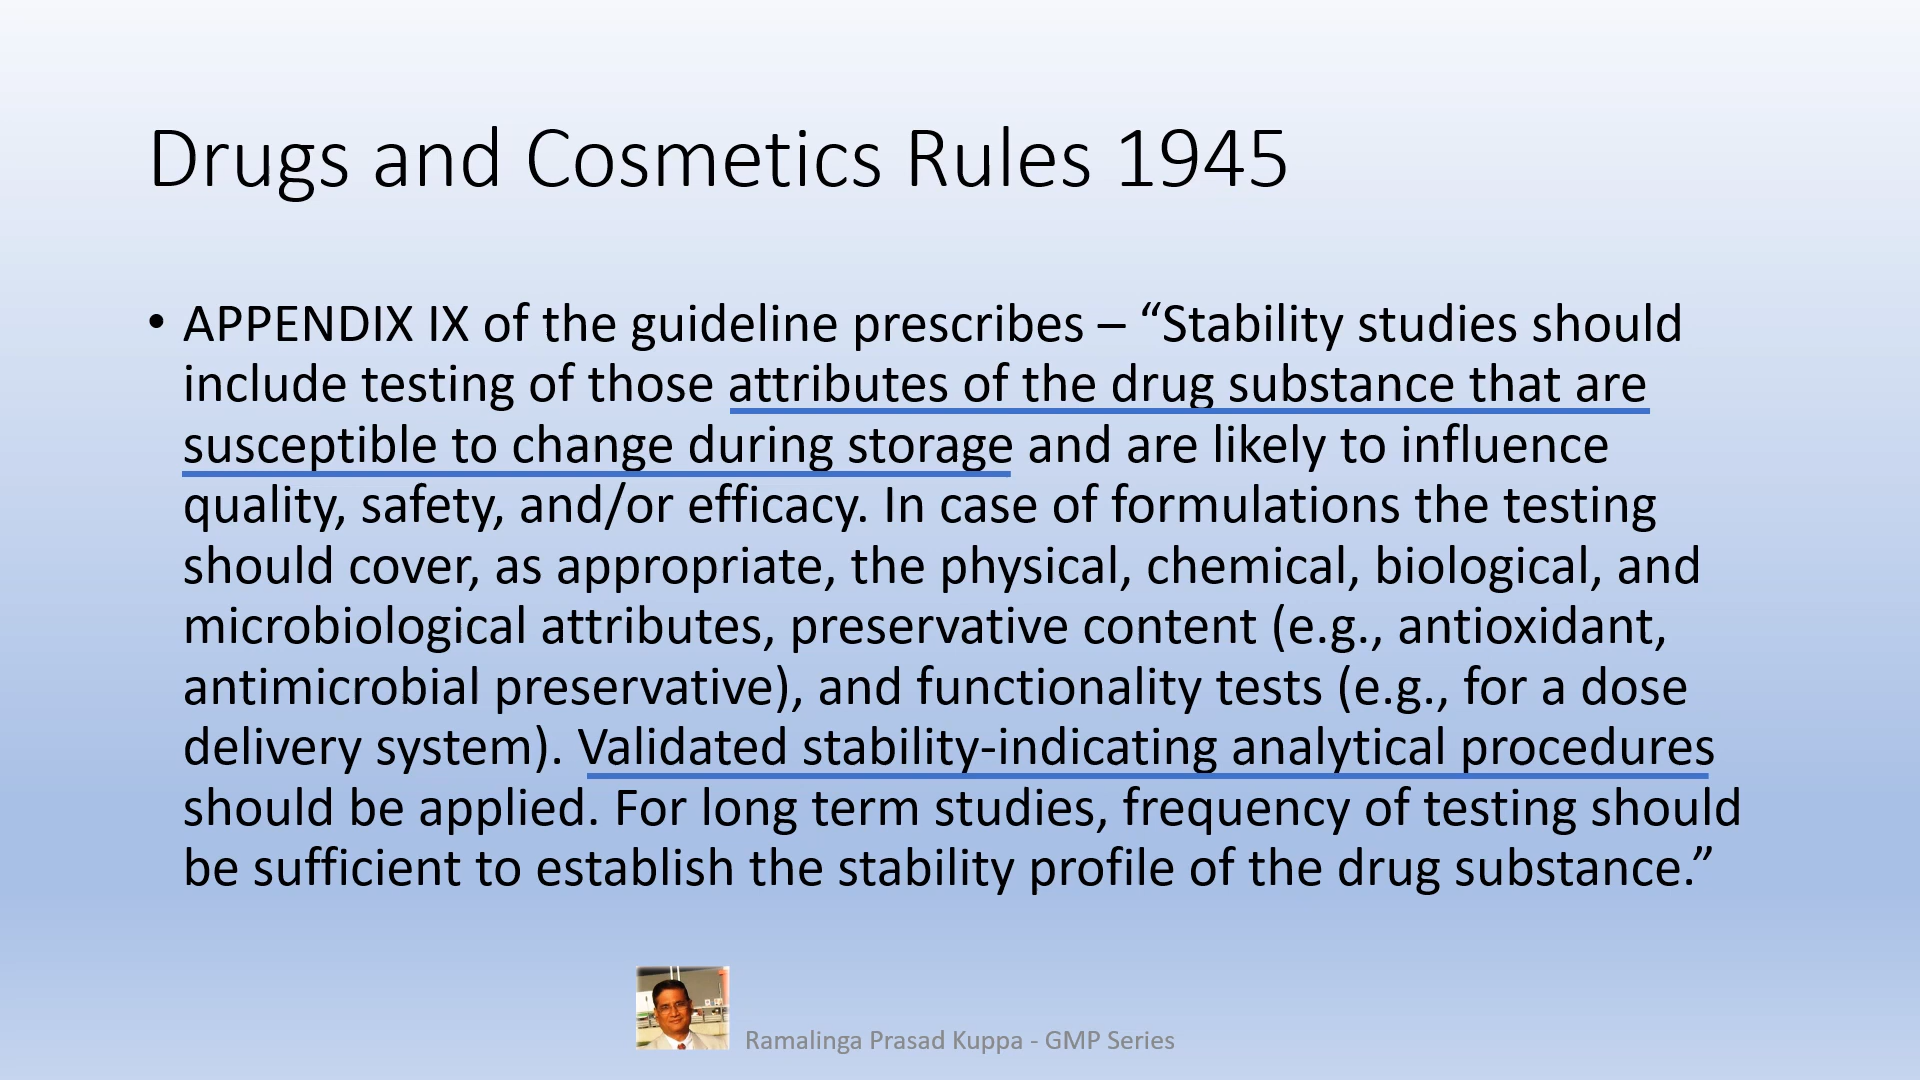 Drugs and Cosmetics Rules 1945
• APPENDIX IX of the guideline prescribes – “Stability studies should
include testing of those attributes of the drug substance that are
susceptible to change during storage and are likely to influence
quality, safety, and/or efficacy. In case of formulations the testing
should cover, as appropriate, the physical, chemical, biological, and
microbiological attributes, preservative content (e.g., antioxidant,
antimicrobial preservative), and functionality tests (e.g., for a dose
delivery system). Validated stability-indicating analytical procedures
should be applied. For long term studies, frequency of testing should
be sufficient to establish the stability profile of the drug substance.”
Ramalinga Prasad Kuppa - GMP Series